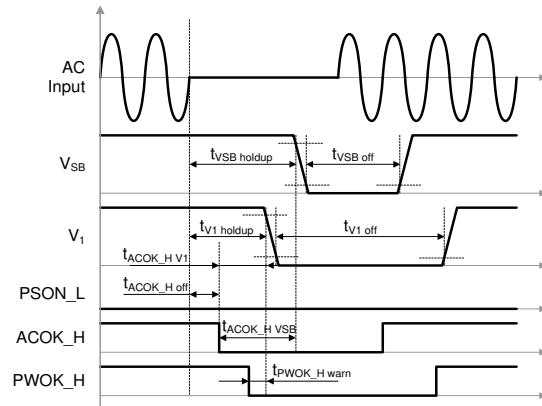 AC
Input
tVSB holdup
tVSB off
VSB
V1
tV1 holdup
tV1 off
tACOK_H V1
tACOK_H off
PSON_L
tACOK_H VSB
ACOK_H
tPWOK_H warn
PWOK_H